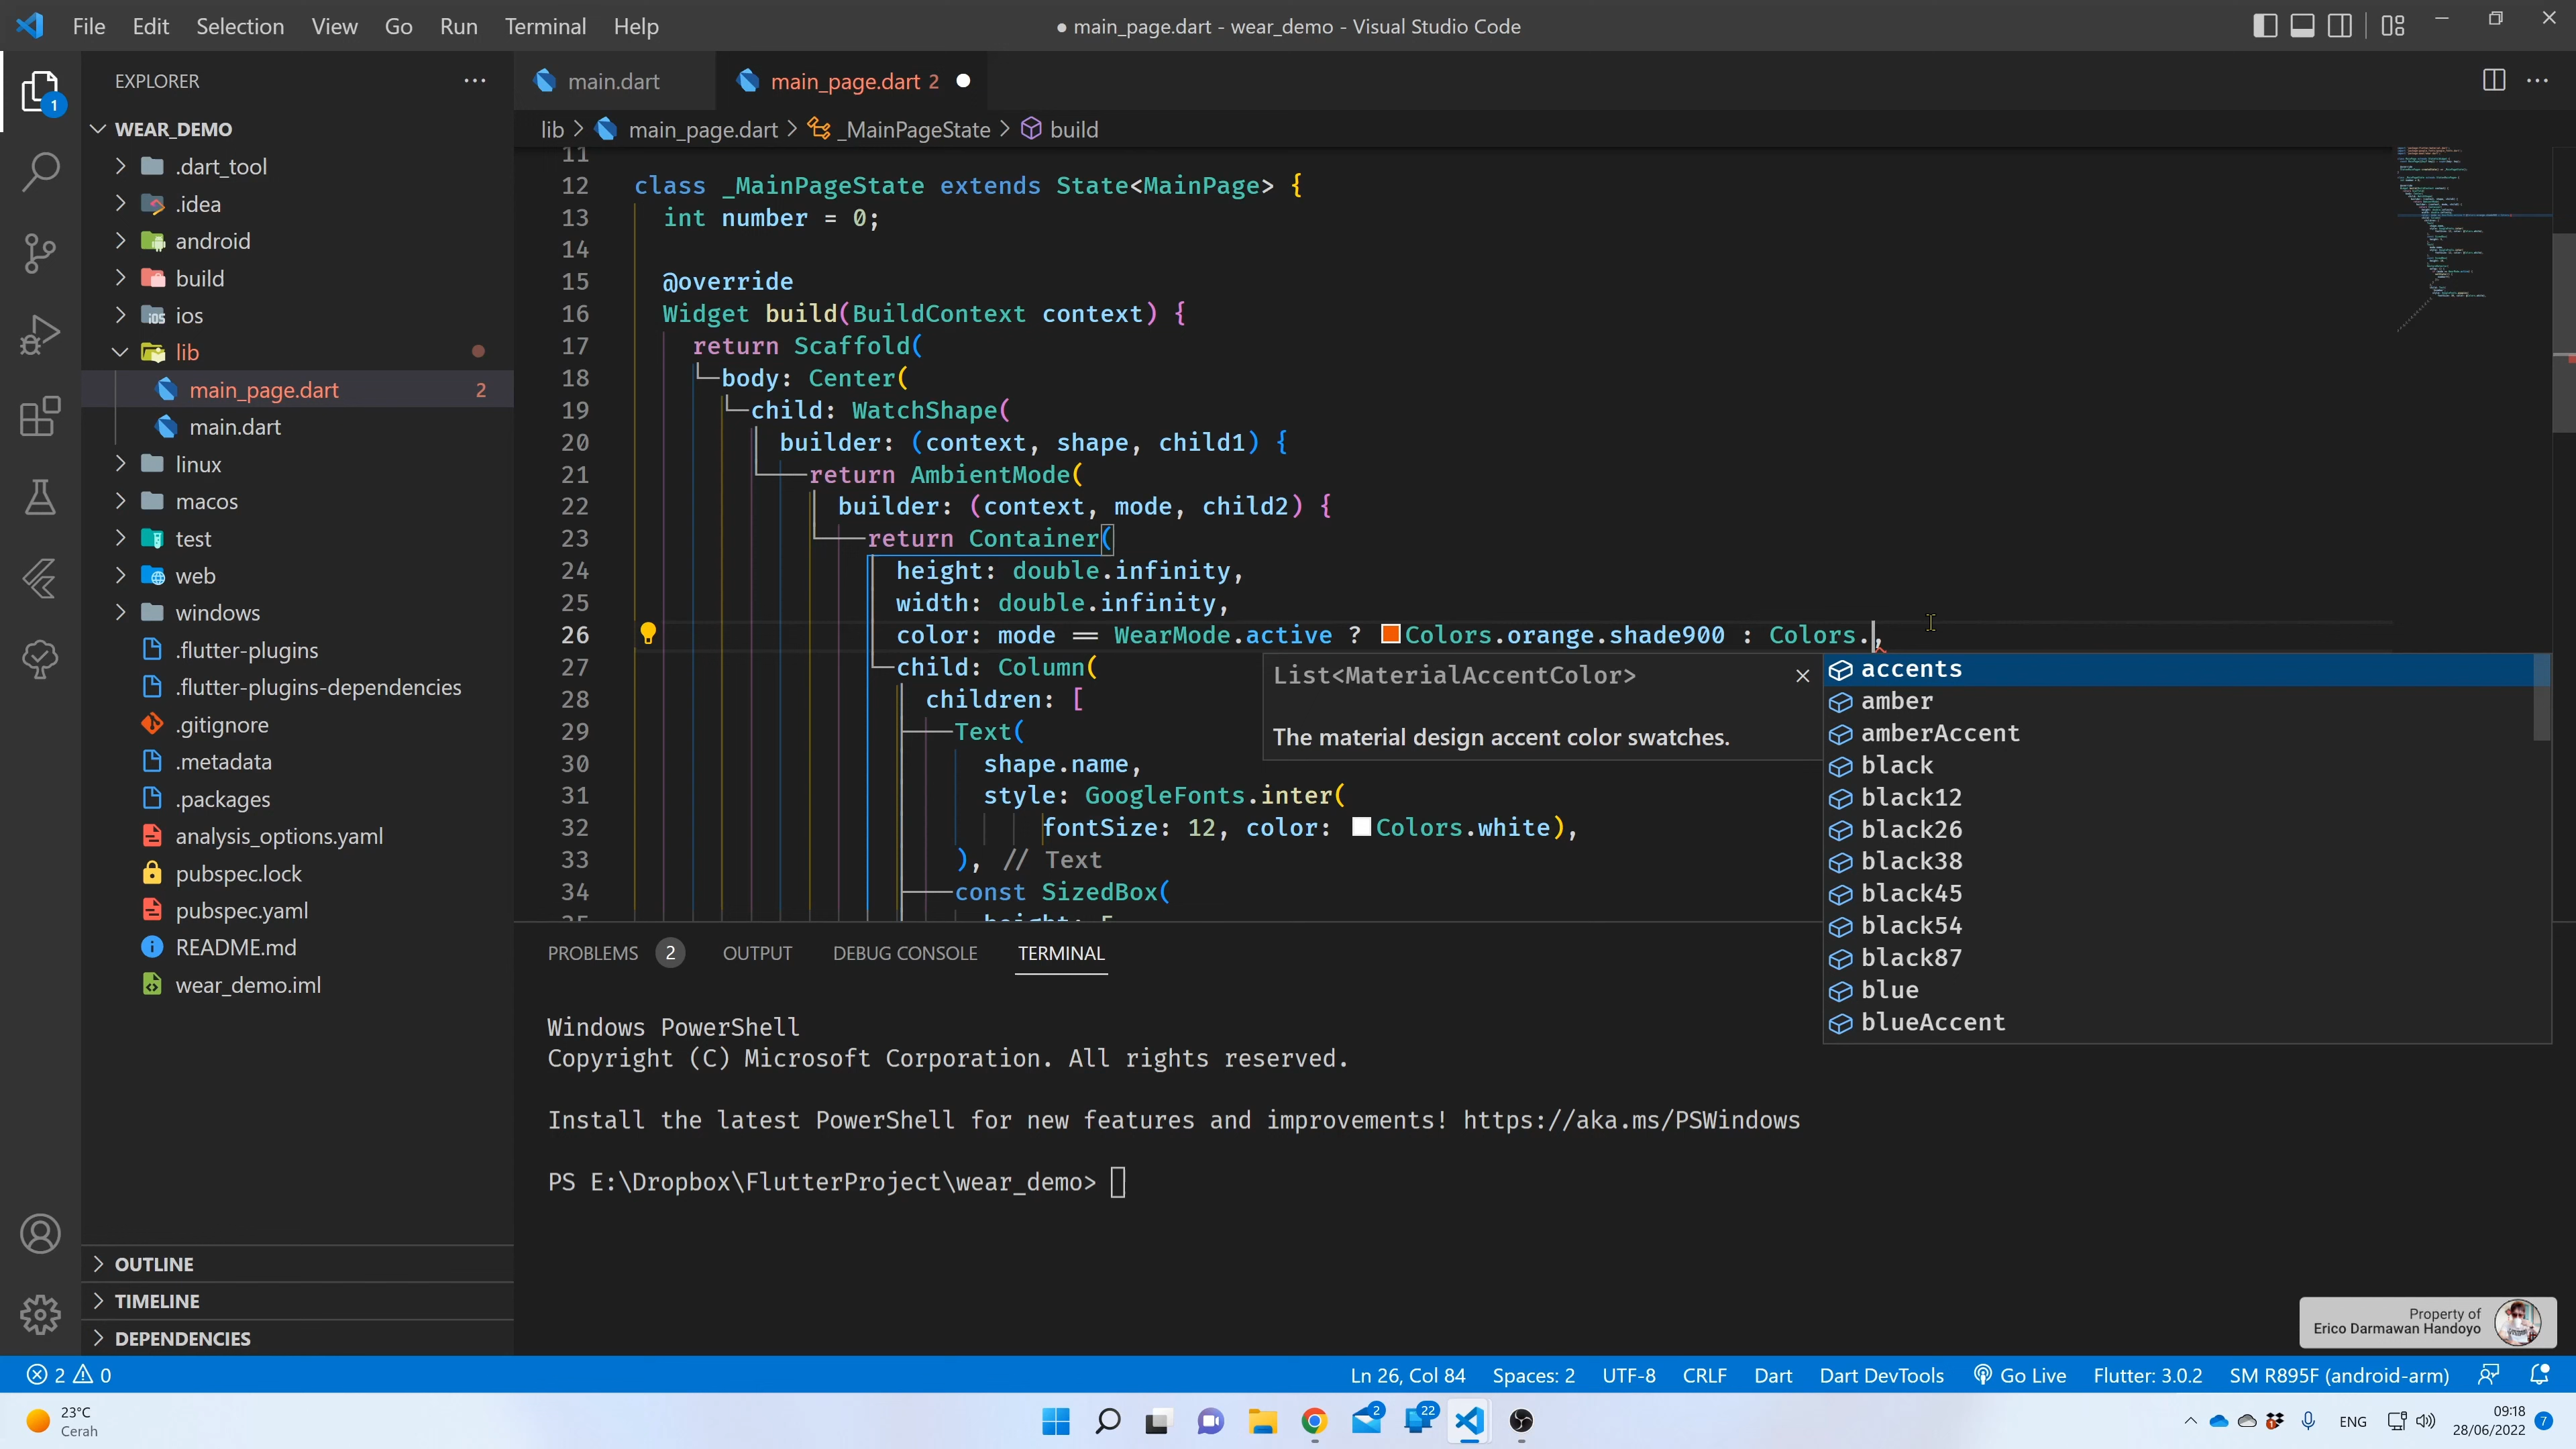 File Edit Selection View Go Run Terminal Help
● main_page.dart - wear_demo - Visual Studio Code
EXPLORER
main.dart
main_page.dart 2
1
WEAR_DEMO
lib > main_page.dart > _MainPageState > build
.dart_tool
.idea
android
build
ios
lib
main_page.dart 2
main.dart
linux
macos
test
web
windows
.flutter-plugins
.flutter-plugins-dependencies
.gitignore
.metadata
.packages
analysis_options.yaml
pubspec.lock
pubspec.yaml
README.md
wear_demo.iml
OUTLINE
TIMELINE
DEPENDENCIES
11
12 class _MainPageState extends State<MainPage> {
13 int number = 0;
14
15 @override
16 Widget build(BuildContext context) {
17 return Scaffold(
18 body: Center(
19 child: WatchShape(
20 builder: (context, shape, child1) {
21 return AmbientMode(
22 builder: (context, mode, child2) {
23 return Container(
24 height: double.infinity,
25 width: double.infinity,
26 color: mode == WearMode.active ? Colors.orange.shade900 : Colors.,
27 child: Column(
28 children: [
29 Text(
30 shape.name,
31 style: GoogleFonts.inter(
32 fontSize: 12, color: Colors.white),
33 ), // Text
34 const SizedBox(
35 height: 5
List<MaterialAccentColor>
The material design accent color swatches.
accents
amber
amberAccent
black
black12
black26
black38
black45
black54
black87
blue
blueAccent
PROBLEMS 2 OUTPUT DEBUG CONSOLE TERMINAL
Windows PowerShell
Copyright (C) Microsoft Corporation. All rights reserved.
Install the latest PowerShell for new features and improvements! https://aka.ms/PSWindows
PS E:\Dropbox\FlutterProject\wear_demo>
Property of
Erico Darmawan Handoyo
2 0
Ln 26, Col 84 Spaces: 2 UTF-8 CRLF Dart Dart DevTools Go Live Flutter: 3.0.2 SM R895F (android-arm)
23°C
Cerah
2
22
ENG
09:18
28/06/2022
7